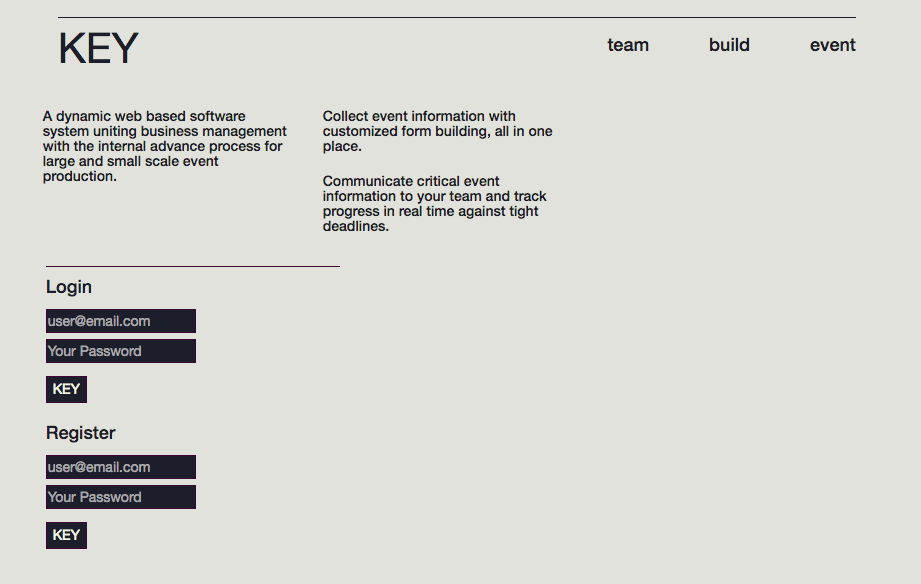 KEY
team
build
event
A dynamic web based software
system uniting business management
with the internal advance process for
large and small scale event
production.
Collect event information with
customized form building, all in one
place.
Communicate critical event
information to your team and track
progress in real time against tight
deadlines.
Login
user@email.com
Your Password
KEY
Register
user@email.com
Your Password
KEY